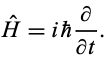 Ĥ = iℏ ∂/∂t.